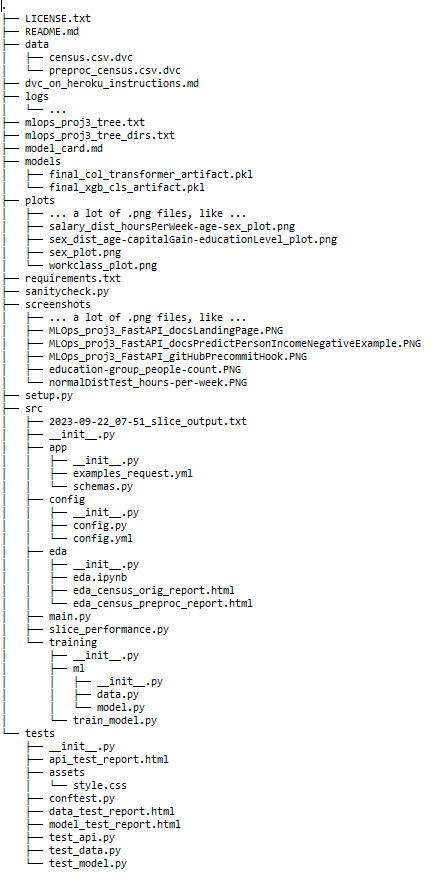 .
├── LICENSE.txt
├── README.md
├── data
│   ├── census.csv.dvc
│   └── preproc_census.csv.dvc
├── dvc_on_heroku_instructions.md
├── logs
│   └── ...
├── mlops_proj3_tree.txt
├── mlops_proj3_tree_dirs.txt
├── model_card.md
├── models
│   ├── final_col_transformer_artifact.pkl
│   └── final_xgb_cls_artifact.pkl
├── plots
│   ├── ... a lot of .png files, like ...
│   ├── salary_dist_hoursPerWeek-age-sex_plot.png
│   ├── sex_dist_age-capitalGain-educationLevel_plot.png
│   ├── sex_plot.png
│   └── workclass_plot.png
├── requirements.txt
├── sanitycheck.py
├── screenshots
│   ├── ... a lot of .png files, like ...
│   ├── MLOps_proj3_FastAPI_docsLandingPage.PNG
│   ├── MLOps_proj3_FastAPI_docsPredictPersonIncomeNegativeExample.PNG
│   ├── MLOps_proj3_FastAPI_gitHubPrecommitHook.PNG
│   ├── education-group_people-count.PNG
│   └── normalDistTest_hours-per-week.PNG
├── setup.py
├── src
│   ├── 2023-09-22_07-51_slice_output.txt
│   ├── __init__.py
│   ├── app
│   │   ├── __init__.py
│   │   ├── examples_request.yml
│   │   └── schemas.py
│   ├── config
│   │   ├── __init__.py
│   │   ├── config.py
│   │   └── config.yml
│   ├── eda
│   │   ├── __init__.py
│   │   ├── eda.ipynb
│   │   ├── eda_census_orig_report.html
│   │   └── eda_census_preproc_report.html
│   ├── main.py
│   ├── slice_performance.py
│   └── training
│       ├── __init__.py
│       ├── ml
│       │   ├── __init__.py
│       │   ├── data.py
│       │   └── model.py
│       └── train_model.py
└── tests
    ├── __init__.py
    ├── api_test_report.html
    ├── assets
    │   └── style.css
    ├── conftest.py
    ├── data_test_report.html
    ├── model_test_report.html
    ├── test_api.py
    ├── test_data.py
    └── test_model.py